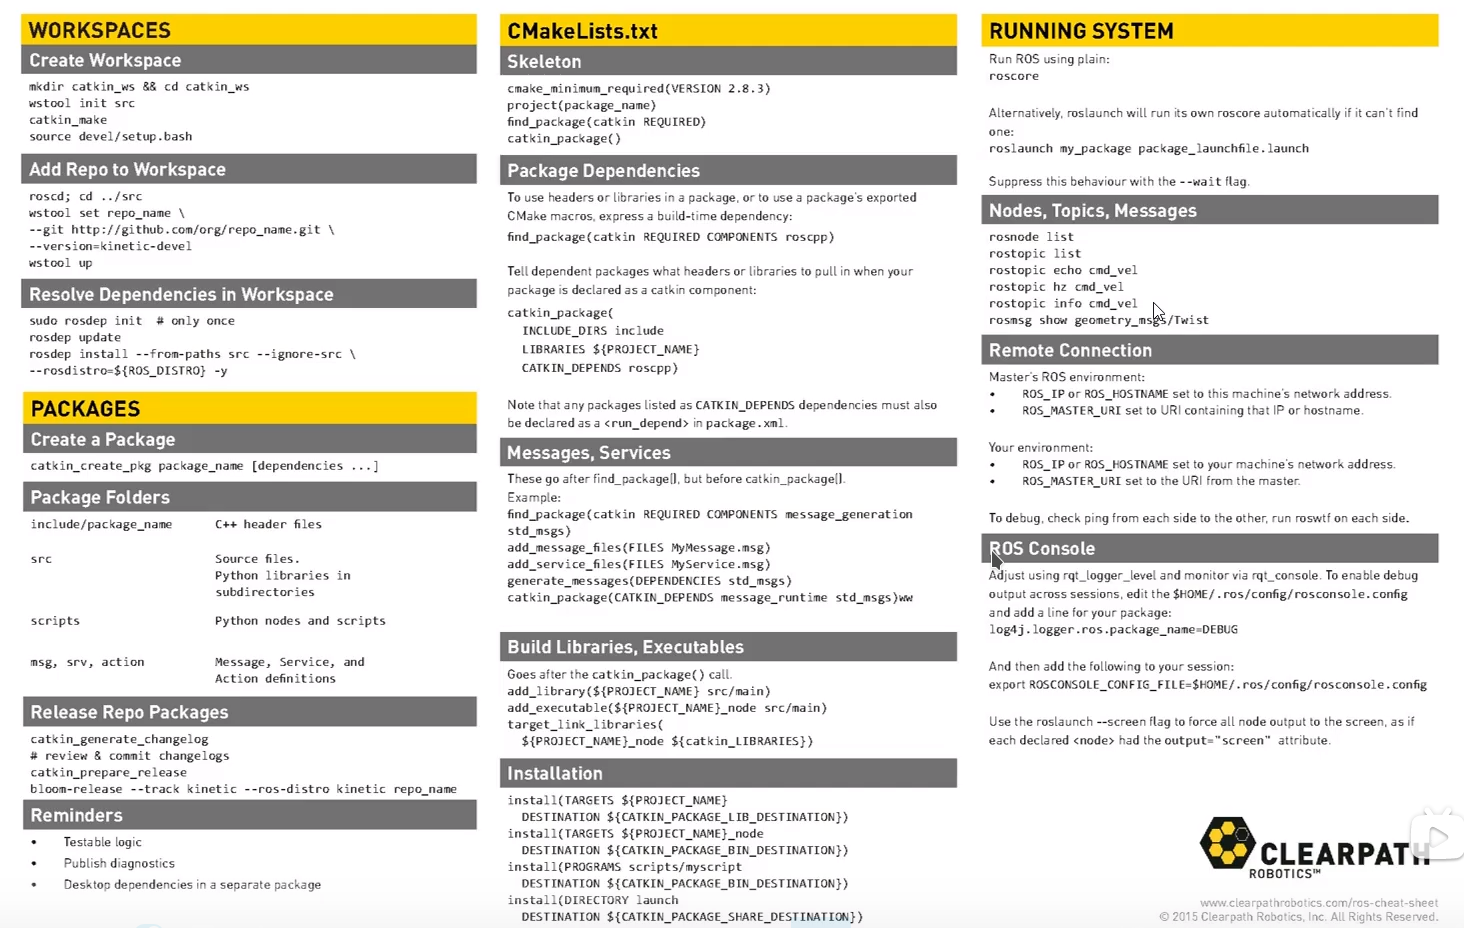 WORKSPACES
Create Workspace
mkdir catkin_ws && cd catkin_ws
wstool init src
catkin_make
source devel/setup.bash
Add Repo to Workspace
roscd; cd ../src
wstool set repo_name \
--git http://github.com/org/repo_name.git \
--version=kinetic-devel
wstool up
Resolve Dependencies in Workspace
sudo rosdep init  # only once
rosdep update
rosdep install --from-paths src --ignore-src \
--rosdistro=${ROS_DISTRO} -y
PACKAGES
Create a Package
catkin_create_pkg package_name [dependencies ...]
Package Folders
include/package_name C++ header files
src Source files.
Python libraries in
subdirectories
scripts Python nodes and scripts
msg, srv, action Message, Service, and
Action definitions
Release Repo Packages
catkin_generate_changelog
# review & commit changelogs
catkin_prepare_release
bloom-release --track kinetic --ros-distro kinetic repo_name
Reminders
• Testable logic
• Publish diagnostics
• Desktop dependencies in a separate package
CMakeLists.txt
Skeleton
cmake_minimum_required(VERSION 2.8.3)
project(package_name)
find_package(catkin REQUIRED)
catkin_package()
Package Dependencies
To use headers or libraries in a package, or to use a package's exported
CMake macros, express a build-time dependency:
find_package(catkin REQUIRED COMPONENTS roscpp)
Tell dependent packages what headers or libraries to pull in when your
package is declared as a catkin component:
catkin_package(
INCLUDE_DIRS include
LIBRARIES ${PROJECT_NAME}
CATKIN_DEPENDS roscpp)
Note that any packages listed as CATKIN_DEPENDS dependencies must also
be declared as a <run_depend> in package.xml.
Messages, Services
These go after find_package(), but before catkin_package().
Example:
find_package(catkin REQUIRED COMPONENTS message_generation
std_msgs)
add_message_files(FILES MyMessage.msg)
add_service_files(FILES MyService.msg)
generate_messages(DEPENDENCIES std_msgs)
catkin_package(CATKIN_DEPENDS message_runtime std_msgs)ww
Build Libraries, Executables
Goes after the catkin_package() call.
add_library(${PROJECT_NAME} src/main)
add_executable(${PROJECT_NAME}_node src/main)
target_link_libraries(
${PROJECT_NAME}_node ${catkin_LIBRARIES})
Installation
install(TARGETS ${PROJECT_NAME}
DESTINATION ${CATKIN_PACKAGE_LIB_DESTINATION})
install(TARGETS ${PROJECT_NAME}_node
DESTINATION ${CATKIN_PACKAGE_BIN_DESTINATION})
install(PROGRAMS scripts/myscript
DESTINATION ${CATKIN_PACKAGE_BIN_DESTINATION})
install(DIRECTORY launch
DESTINATION ${CATKIN_PACKAGE_SHARE_DESTINATION})
RUNNING SYSTEM
Run ROS using plain:
roscore
Alternatively, roslaunch will run its own roscore automatically if it can't find
one:
roslaunch my_package package_launchfile.launch
Suppress this behaviour with the --wait flag.
Nodes, Topics, Messages
rosnode list
rostopic list
rostopic echo cmd_vel
rostopic hz cmd_vel
rostopic info cmd_vel
rosmsg show geometry_msgs/Twist
Remote Connection
Master's ROS environment:
• ROS_IP or ROS_HOSTNAME set to this machine's network address.
• ROS_MASTER_URI set to URI containing that IP or hostname.
Your environment:
• ROS_IP or ROS_HOSTNAME set to your machine's network address.
• ROS_MASTER_URI set to the URI from the master.
To debug, check ping from each side to the other, run roswtf on each side.
ROS Console
Adjust using rqt_logger_level and monitor via rqt_console. To enable debug
output across sessions, edit the $HOME/.ros/config/rosconsole.config
and add a line for your package:
log4j.logger.ros.package_name=DEBUG
And then add the following to your session:
export ROSCONSOLE_CONFIG_FILE=$HOME/.ros/config/rosconsole.config
Use the roslaunch --screen flag to force all node output to the screen, as if
each declared <node> had the output="screen" attribute.
CLEARPATH
ROBOTICS™
www.clearpathrobotics.com/ros-cheat-sheet
© 2015 Clearpath Robotics, Inc. All Rights Reserved.